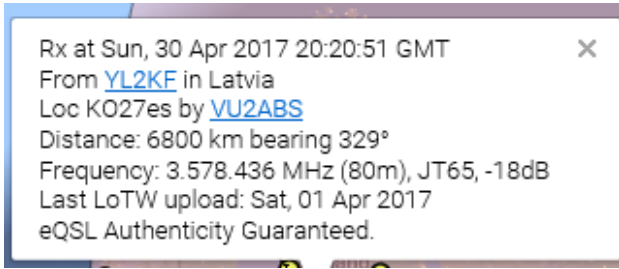 Rx at Sun, 30 Apr 2017 20:20:51 GMT
From YL2KF in Latvia
Loc KO27es by VU2ABS
Distance: 6800 km bearing 329°
Frequency: 3.578.436 MHz (80m), JT65, -18dB
Last LoTW upload: Sat, 01 Apr 2017
eQSL Authenticity Guaranteed.